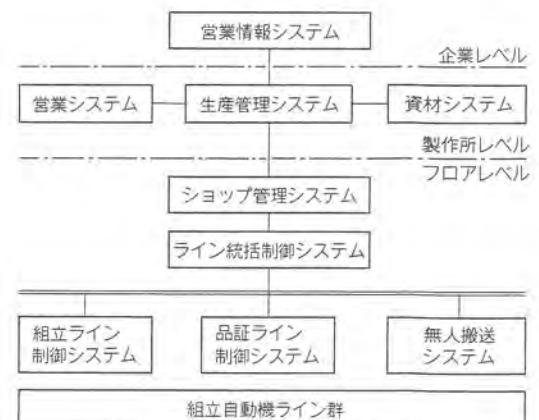 営業情報システム
企業レベル
営業システム
生産管理システム
資材システム
製作所レベル
フロアレベル
ショップ管理システム
ライン統括制御システム
組立ライン
制御システム
品証ライン
制御システム
無人搬送
システム
組立自動機ライン群